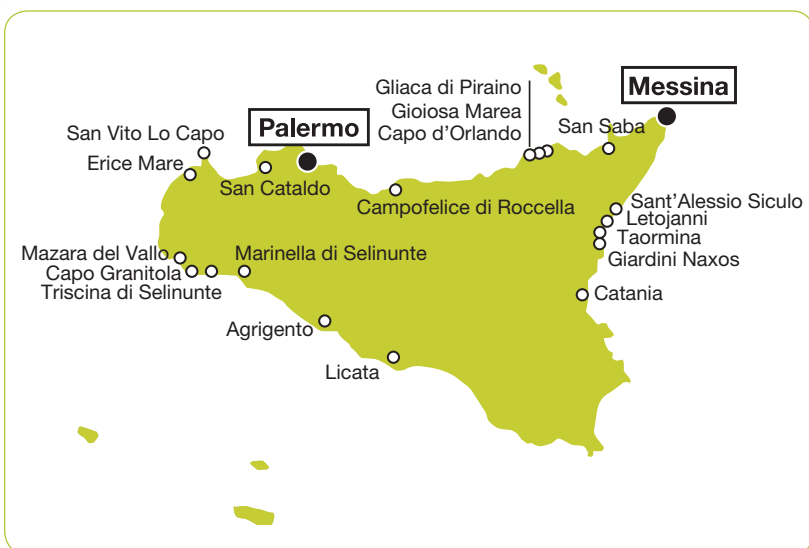 Gliaca di Piraino
Messina
Gioiosa Marea
Capo d'Orlando
San Saba
San Vito Lo Capo
Palermo
Erice Mare
San Cataldo
Campofelice di Roccella
Sant'Alessio Siculo
Letojanni
Taormina
Giardini Naxos
Mazara del Vallo
Marinella di Selinunte
Capo Granitola
Triscina di Selinunte
Catania
Agrigento
Licata